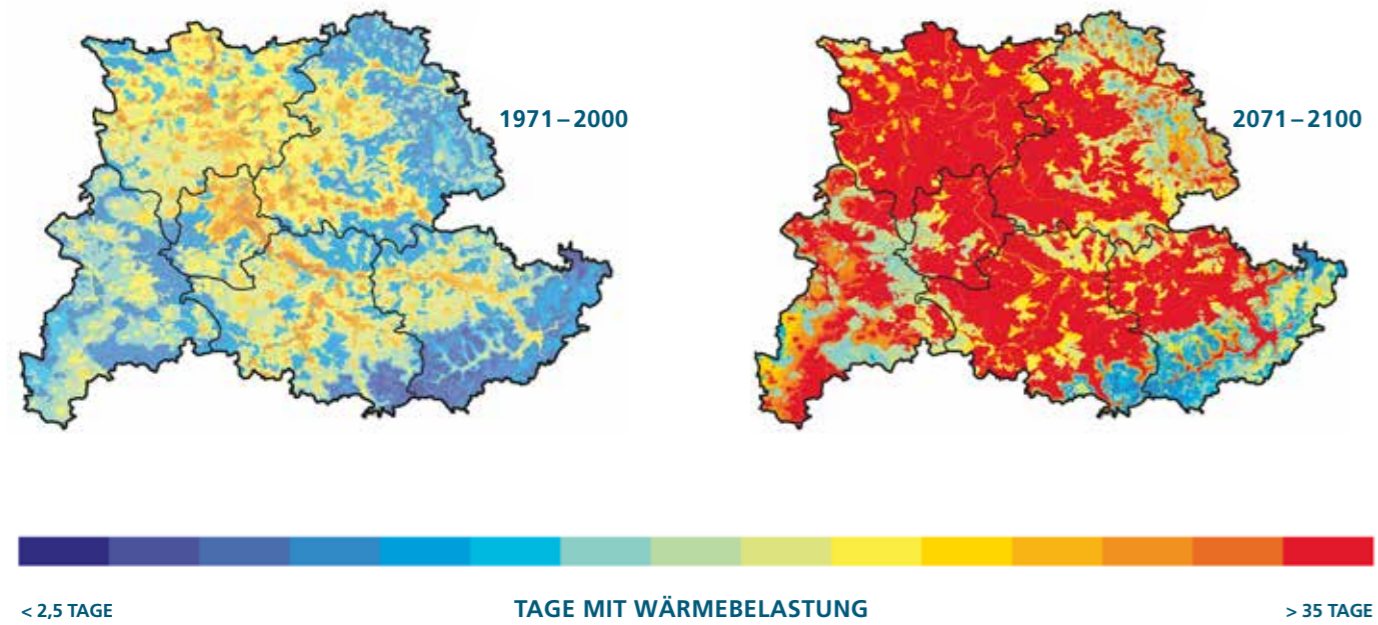 1971–2000
2071–2100
< 2,5 TAGE
TAGE MIT WÄRMEBELASTUNG
> 35 TAGE